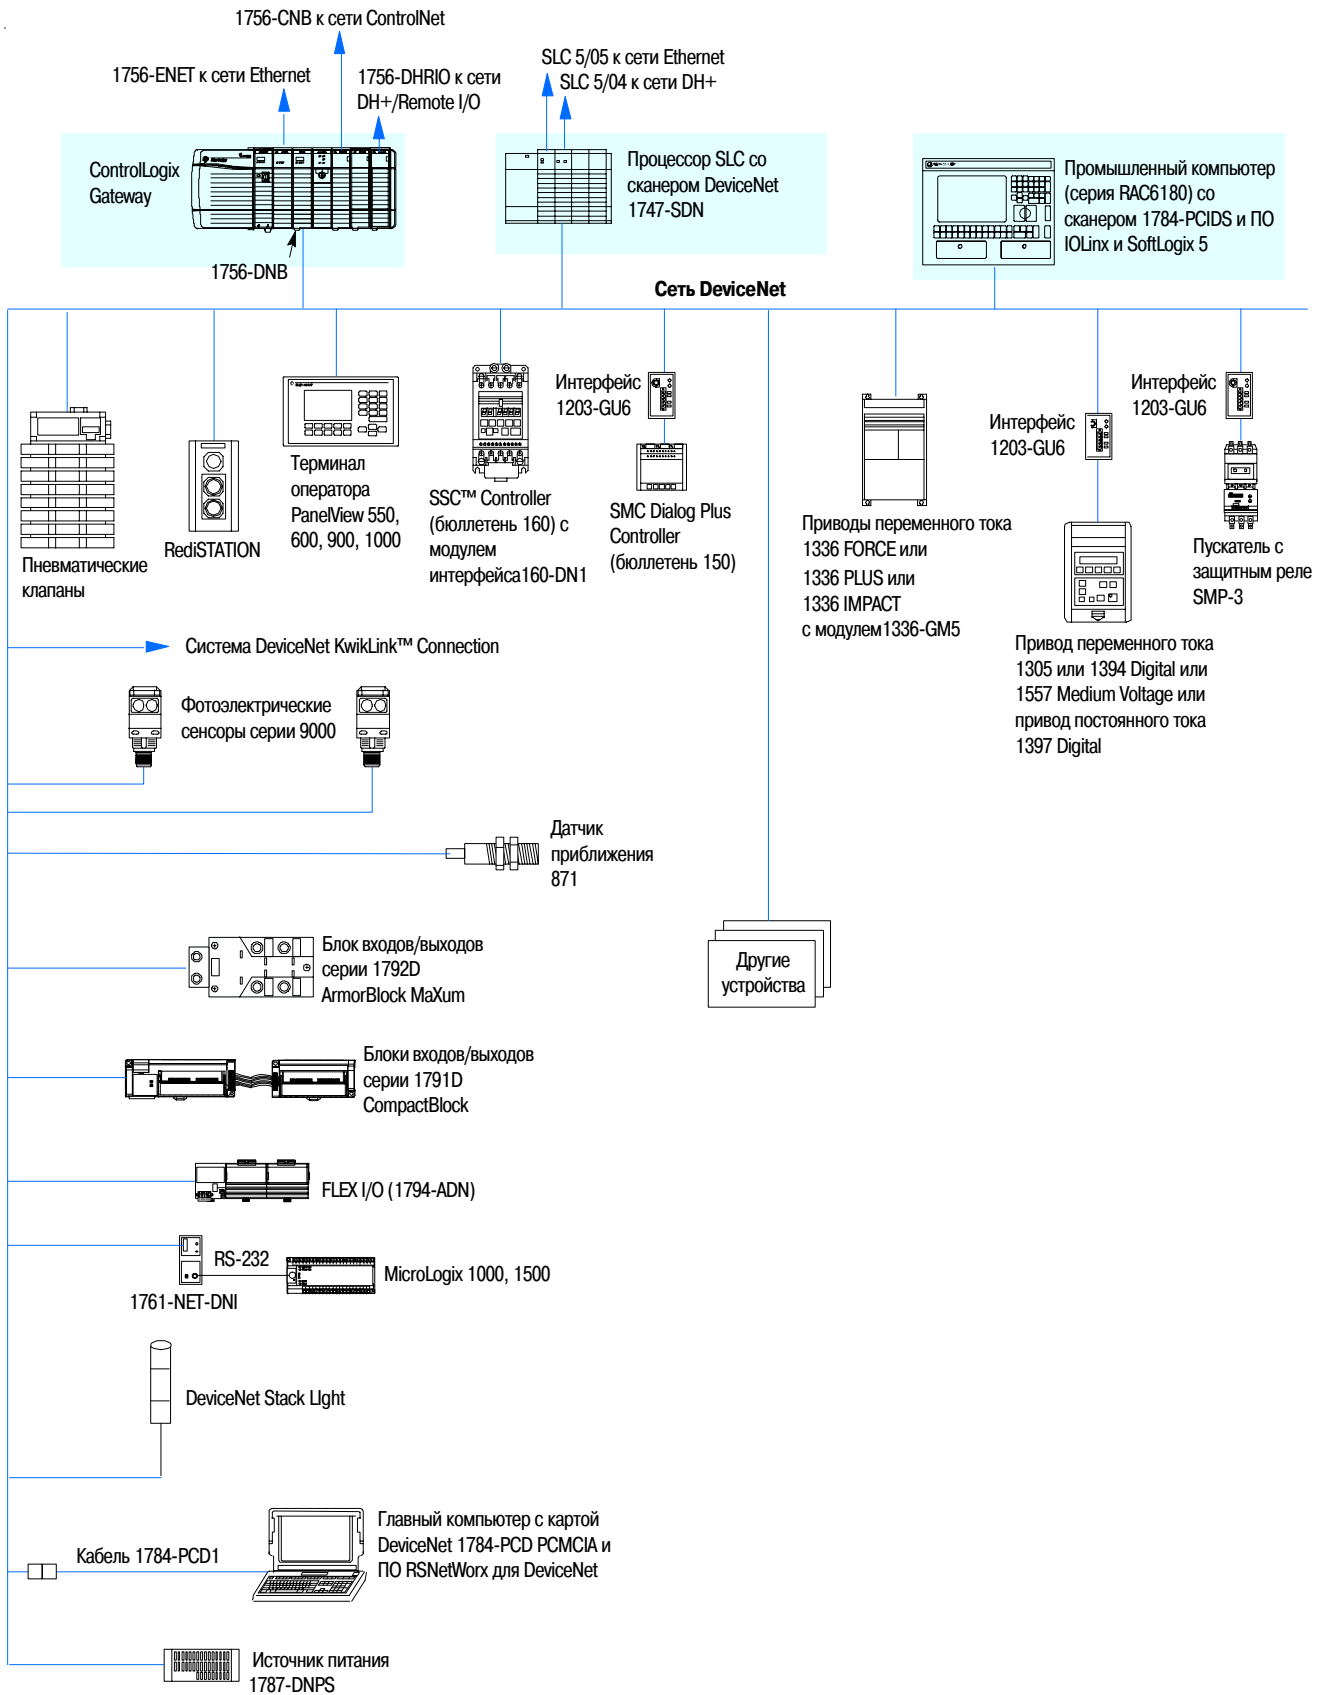 1756-CNB к сети ControlNet
1756-ENET к сети Ethernet
1756-DHRIO к сети
DH+/Remote I/O
SLC 5/05 к сети Ethernet
SLC 5/04 к сети DH+
ControlLogix
Gateway
1756-DNB
Процессор SLC со
сканером DeviceNet
1747-SDN
Промышленный компьютер
(серия RAC6180) со
сканером 1784-PCIDS и ПО
IOLinx и SoftLogix 5
Сеть DeviceNet
Пневматические
клапаны
RediSTATION
Терминал
оператора
PanelView 550,
600, 900, 1000
SSC™ Controller
(бюллетень 160) с
модулем
интерфейса160-DN1
Интерфейс
1203-GU6
SMC Dialog Plus
Controller
(бюллетень 150)
Приводы переменного тока
1336 FORCE или
1336 PLUS или
1336 IMPACT
с модулем1336-GM5
Интерфейс
1203-GU6
Привод переменного тока
1305 или 1394 Digital или
1557 Medium Voltage или
привод постоянного тока
1397 Digital
Интерфейс
1203-GU6
Пускатель с
защитным реле
SMP-3
Система DeviceNet KwikLink™ Connection
Фотоэлектрические
сенсоры серии 9000
Датчик
приближения
871
Блок входов/выходов
серии 1792D
ArmorBlock MaXum
Другие
устройства
Блоки входов/выходов
серии 1791D
CompactBlock
FLEX I/O (1794-ADN)
RS-232
MicroLogix 1000, 1500
1761-NET-DNI
DeviceNet Stack LIght
Кабель 1784-PCD1
Главный компьютер с картой
DeviceNet 1784-PCD PCMCIA и
ПО RSNetWorx для DeviceNet
Источник питания
1787-DNPS